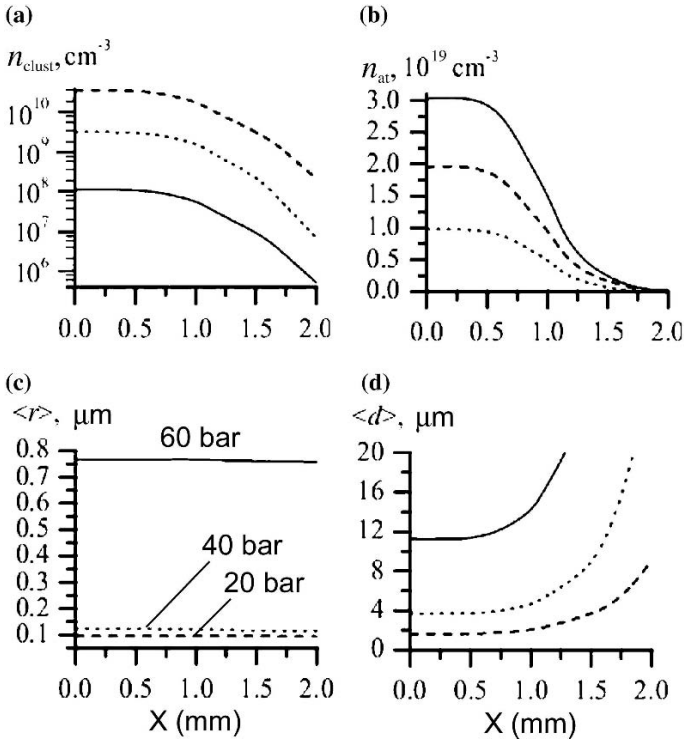 (a)
n_clust, cm^-3
10^10
10^9
10^8
10^7
10^6
0.0 0.5 1.0 1.5 2.0
(b)
n_at, 10^19 cm^-3
3.0
2.5
2.0
1.5
1.0
0.5
0.0
0.0 0.5 1.0 1.5 2.0
(c)
<r>, μm
0.8
0.7
0.6
0.5
0.4
0.3
0.2
0.1
60 bar
40 bar
20 bar
0.0 0.5 1.0 1.5 2.0
X (mm)
(d)
<d>, μm
20
16
12
8
4
0
0.0 0.5 1.0 1.5 2.0
X (mm)